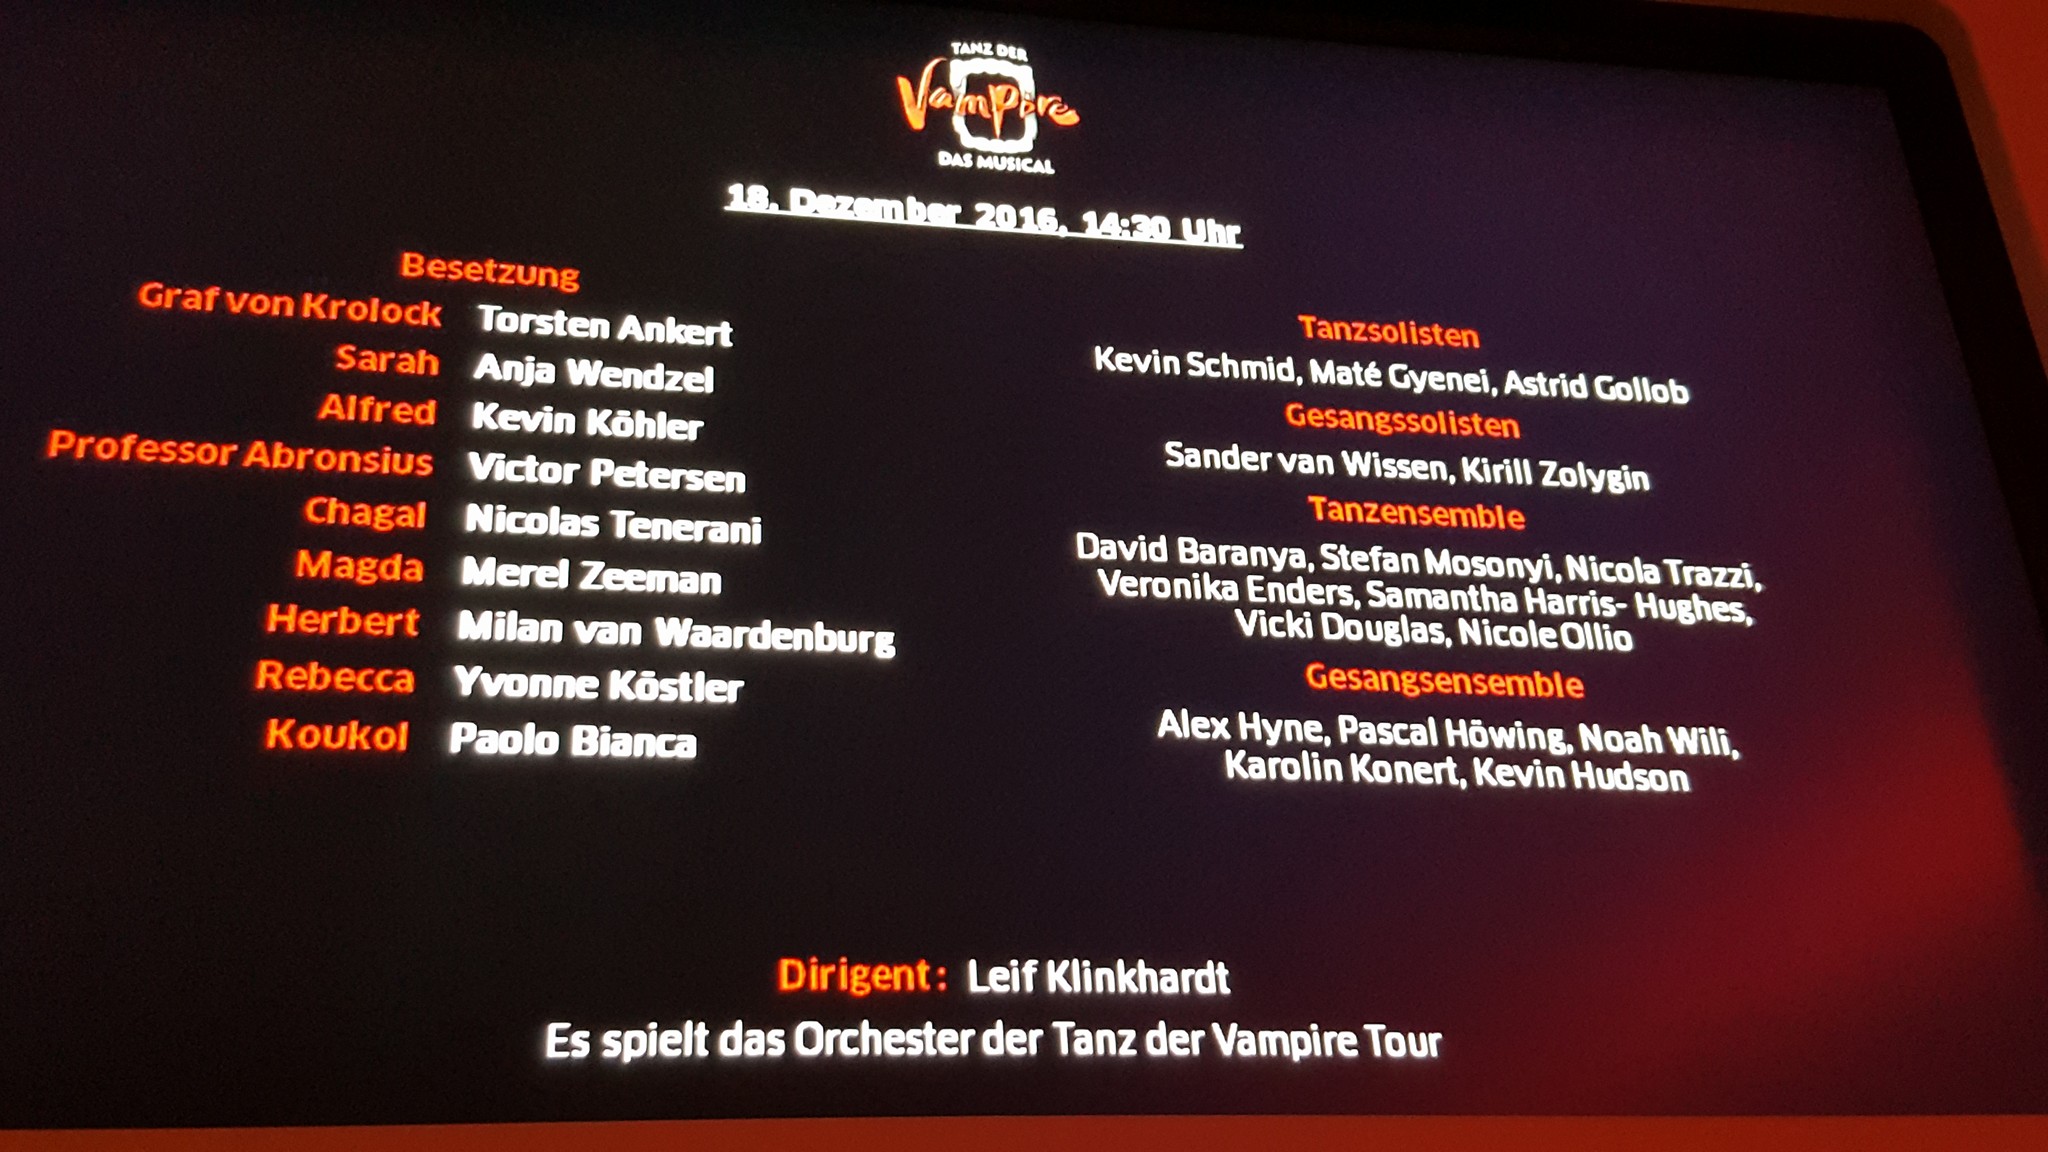 TANZ DER
Vampire
DAS MUSICAL
18. Dezember 2016, 14:30 Uhr
Besetzung
Graf von Krolock Torsten Ankert
Sarah Anja Wendzel
Alfred Kevin Köhler
Professor Abronsius Victor Petersen
Chagal Nicolas Tenerani
Magda Merel Zeeman
Herbert Milan van Waardenburg
Rebecca Yvonne Köstler
Koukol Paolo Bianca
Tanzsolisten
Kevin Schmid, Maté Gyenei, Astrid Gollob
Gesangssolisten
Sander van Wissen, Kirill Zolygin
Tanzensemble
David Baranya, Stefan Mosonyi, Nicola Trazzi,
Veronika Enders, Samantha Harris- Hughes,
Vicki Douglas, Nicole Ollio
Gesangsensemble
Alex Hyne, Pascal Höwing, Noah Wili,
Karolin Konert, Kevin Hudson
Dirigent: Leif Klinkhardt
Es spielt das Orchester der Tanz der Vampire Tour